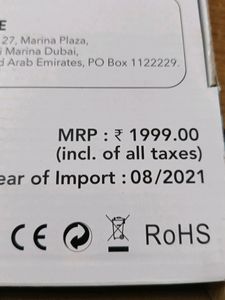 E
27, Marina Plaza,
i Marina Dubai,
d Arab Emirates, PO Box 1122229.
MRP : ₹ 1999.00
(incl. of all taxes)
ear of Import : 08/2021
CE RoHS